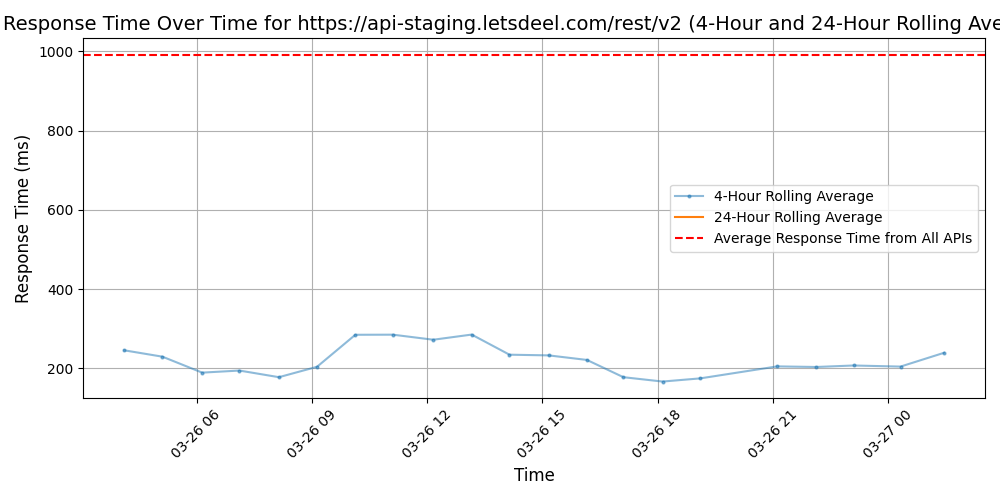 Response Time Over Time for https://api-staging.letsdeel.com/rest/v2 (4-Hour and 24-Hour Rolling Ave
Response Time (ms)
1000
800
600
400
200
4-Hour Rolling Average
24-Hour Rolling Average
Average Response Time from All APIs
03-26 06
03-26 09
03-26 12
03-26 15
03-26 18
03-26 21
03-27 00
Time